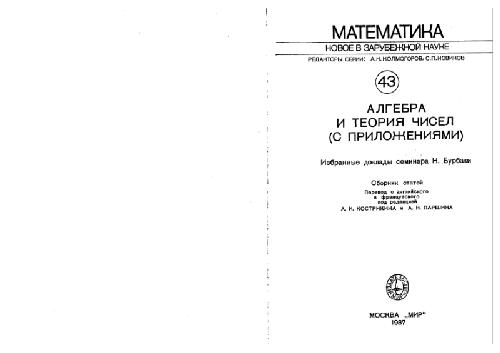 МАТЕМАТИКА
НОВОЕ В ЗАРУБЕЖНОЙ НАУКЕ
РЕДАКТОРЫ СЕРИИ: А.Н. КОЛМОГОРОВ, С.П. НОВИКОВ
43
АЛГЕБРА
И ТЕОРИЯ ЧИСЕЛ
(С ПРИЛОЖЕНИЯМИ)
Избранные доклады семинара Н. Бурбаки
Сборник статей
Перевод с английского
и французского
под редакцией
А. И. КОСТРИКИНА и А. Н. ПАРШИНА
МОСКВА „МИР"
1987